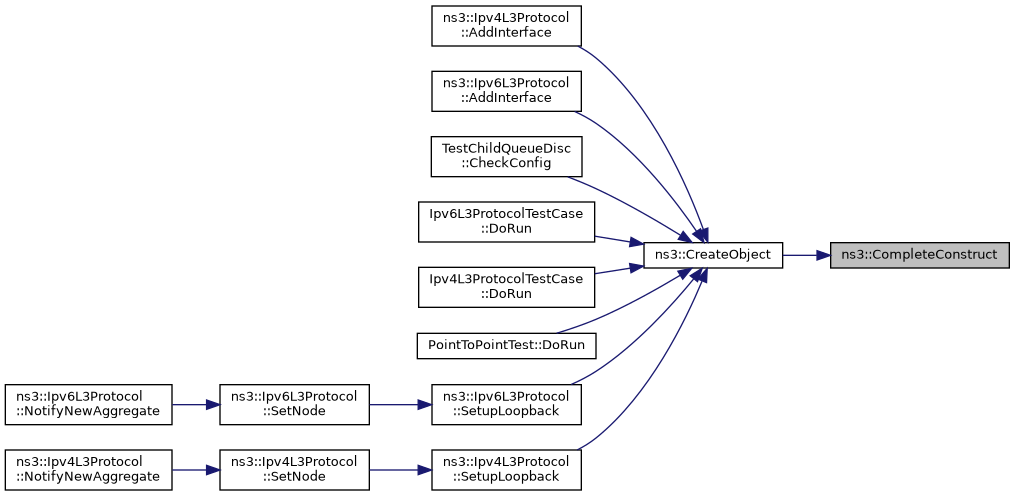 ns3::Ipv4L3Protocol
::AddInterface
ns3::Ipv6L3Protocol
::AddInterface
TestChildQueueDisc
::CheckConfig
Ipv6L3ProtocolTestCase
::DoRun
ns3::CreateObject
ns3::CompleteConstruct
Ipv4L3ProtocolTestCase
::DoRun
PointToPointTest::DoRun
ns3::Ipv6L3Protocol
::NotifyNewAggregate
ns3::Ipv6L3Protocol
::SetNode
ns3::Ipv6L3Protocol
::SetupLoopback
ns3::Ipv4L3Protocol
::NotifyNewAggregate
ns3::Ipv4L3Protocol
::SetNode
ns3::Ipv4L3Protocol
::SetupLoopback